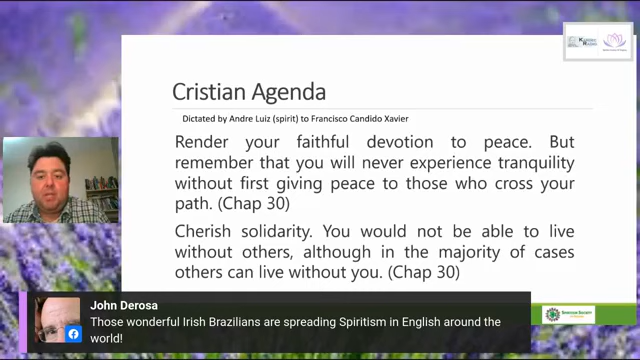 Cristian Agenda
Dictated by Andre Luiz (spirit) to Francisco Candido Xavier
Render your faithful devotion to peace. But
remember that you will never experience tranquility
without first giving peace to those who cross your
path. (Chap 30)
Cherish solidarity. You would not be able to live
without others, although in the majority of cases
others can live without you. (Chap 30)
John Derosa
Those wonderful Irish Brazilians are spreading Spiritism in English around the
world!